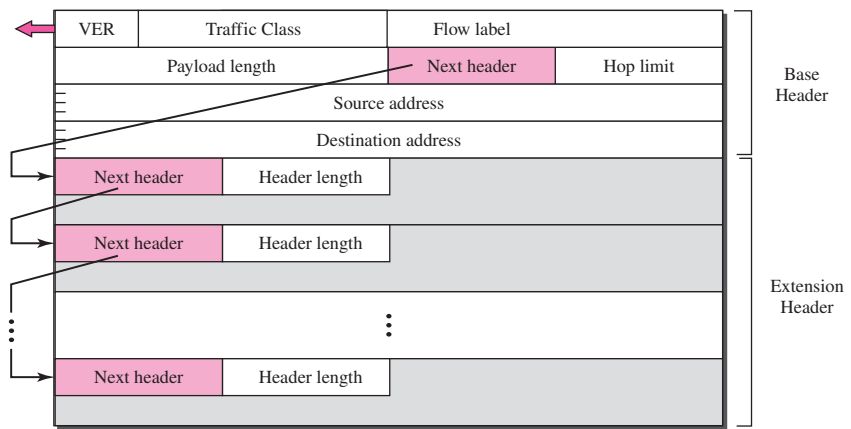 VER Traffic Class Flow label
Payload length Next header Hop limit
Source address
Destination address
Base
Header
Next header Header length
Next header Header length
Extension
Header
Next header Header length